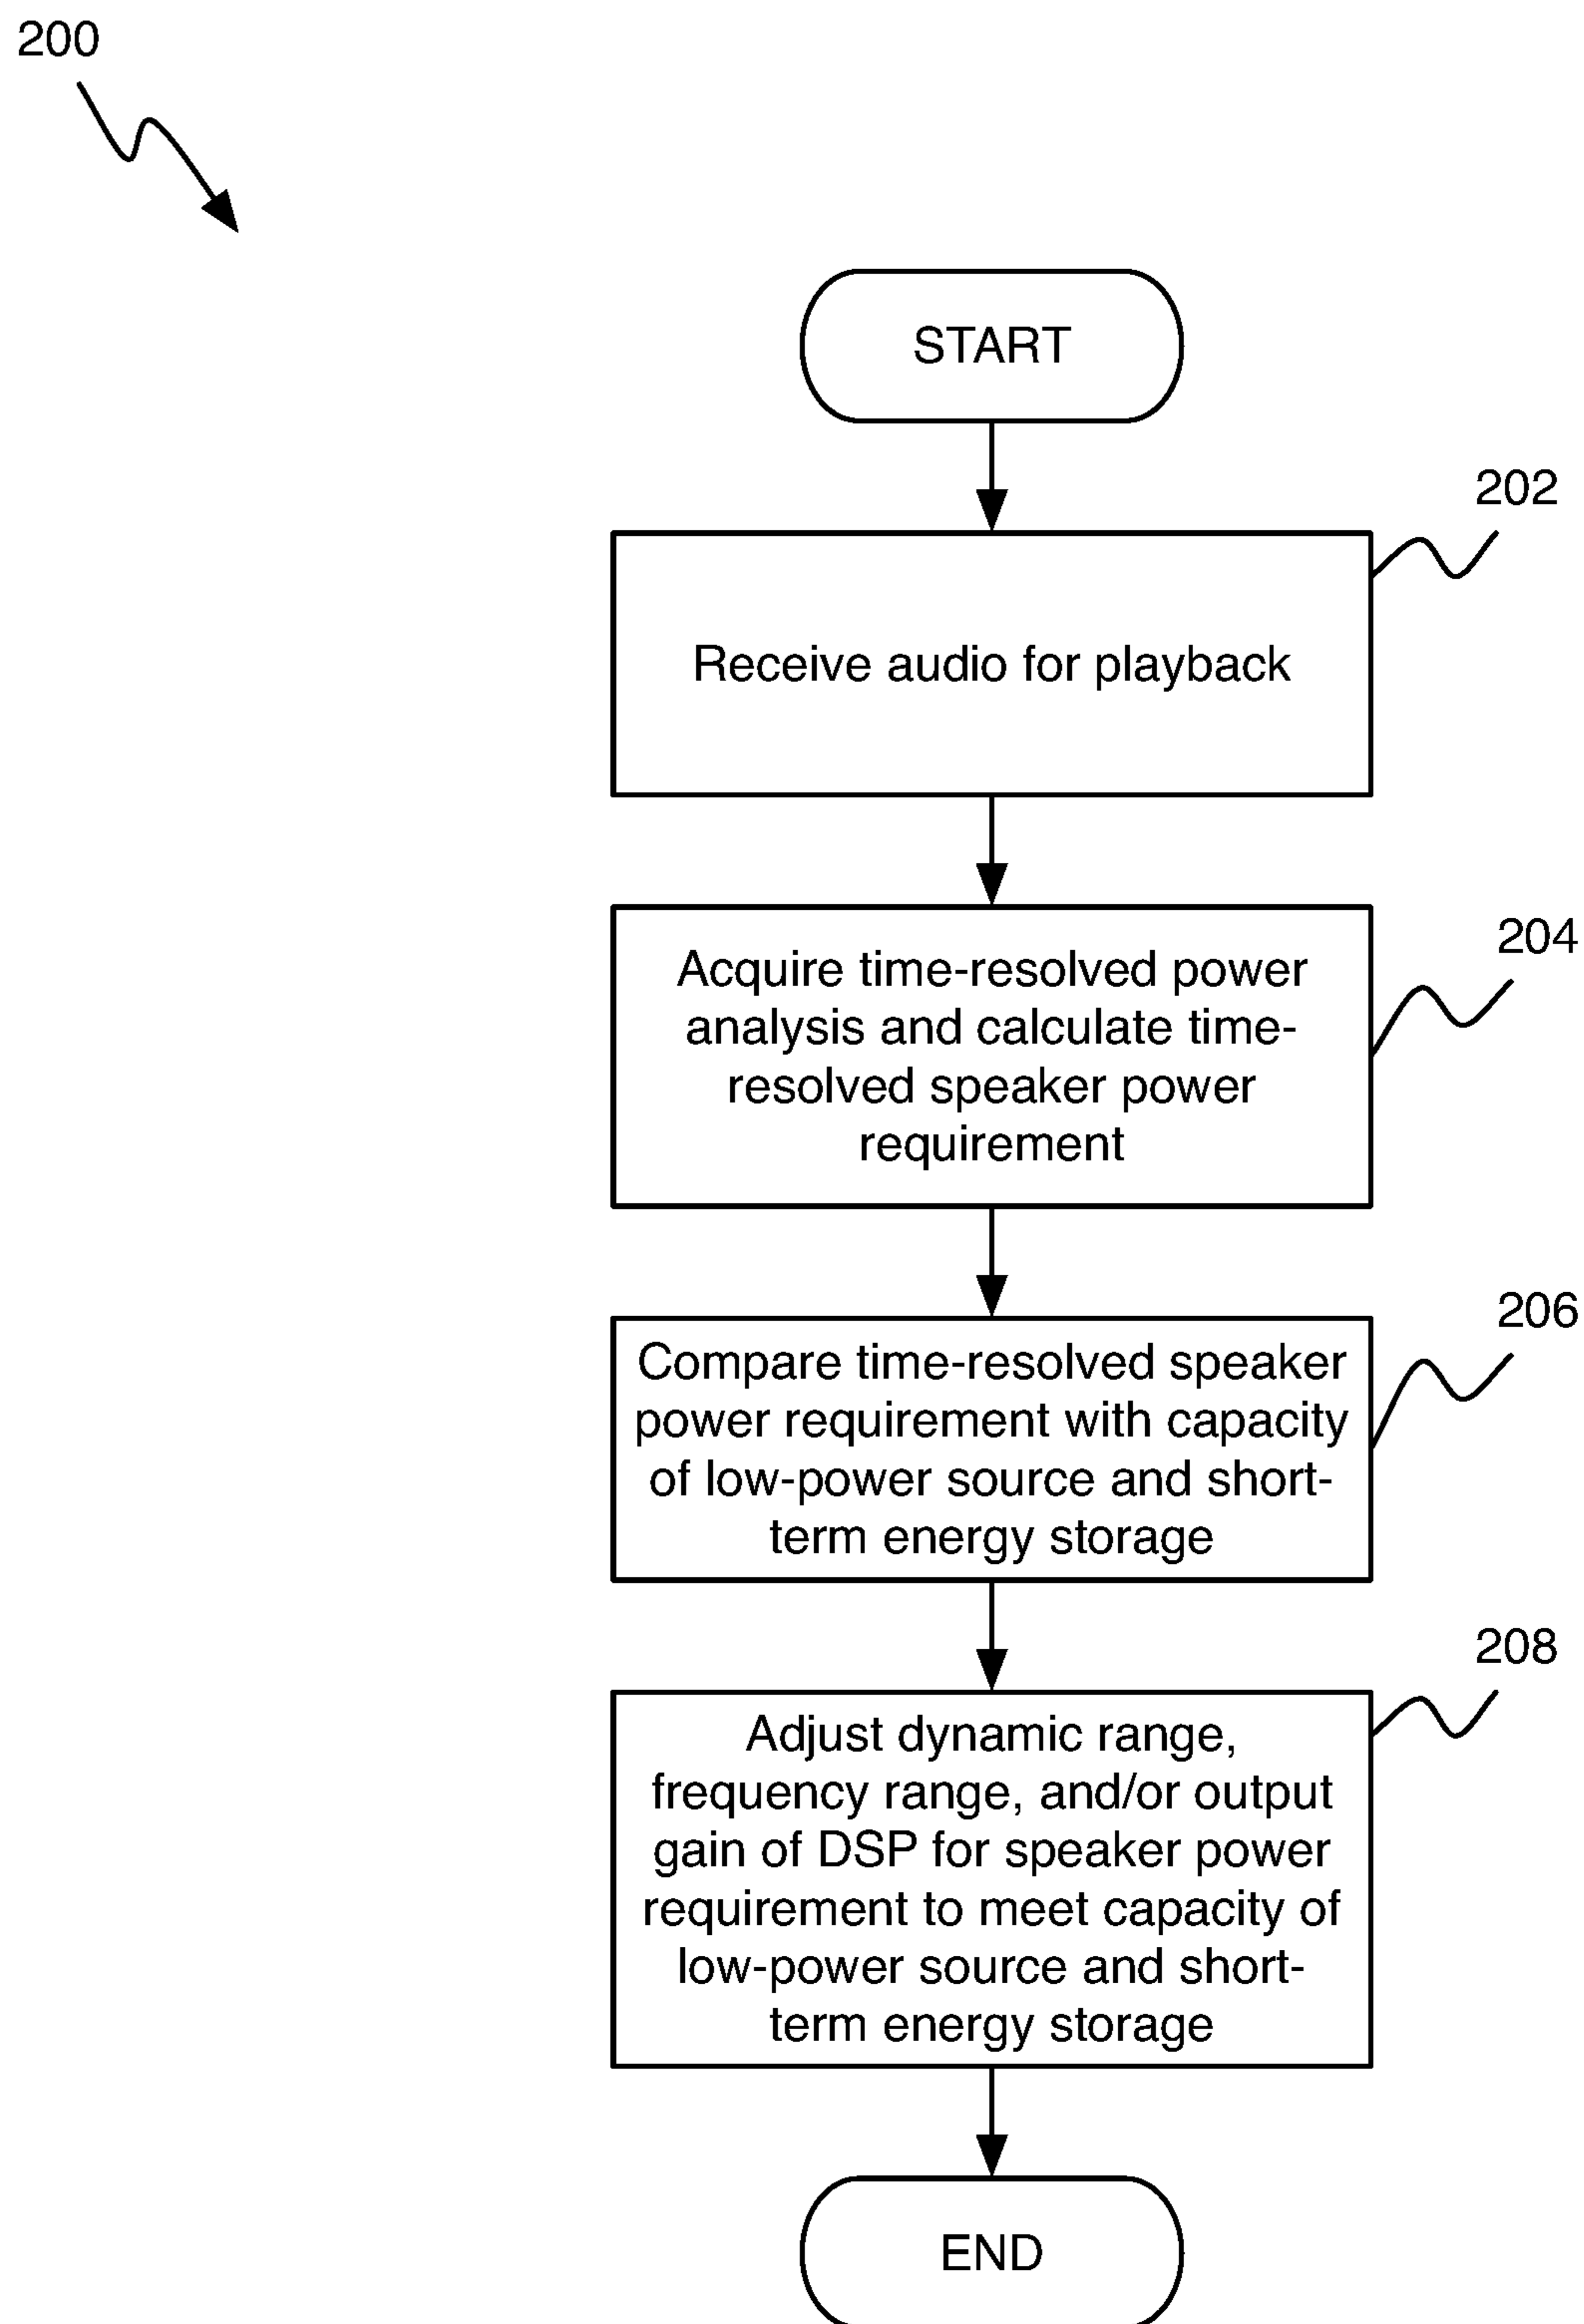 200
START
202
Receive audio for playback
204
Acquire time-resolved power
analysis and calculate time-
resolved speaker power
requirement
206
Compare time-resolved speaker
power requirement with capacity
of low-power source and short-
term energy storage
208
Adjust dynamic range,
frequency range, and/or output
gain of DSP for speaker power
requirement to meet capacity of
low-power source and short-
term energy storage
END